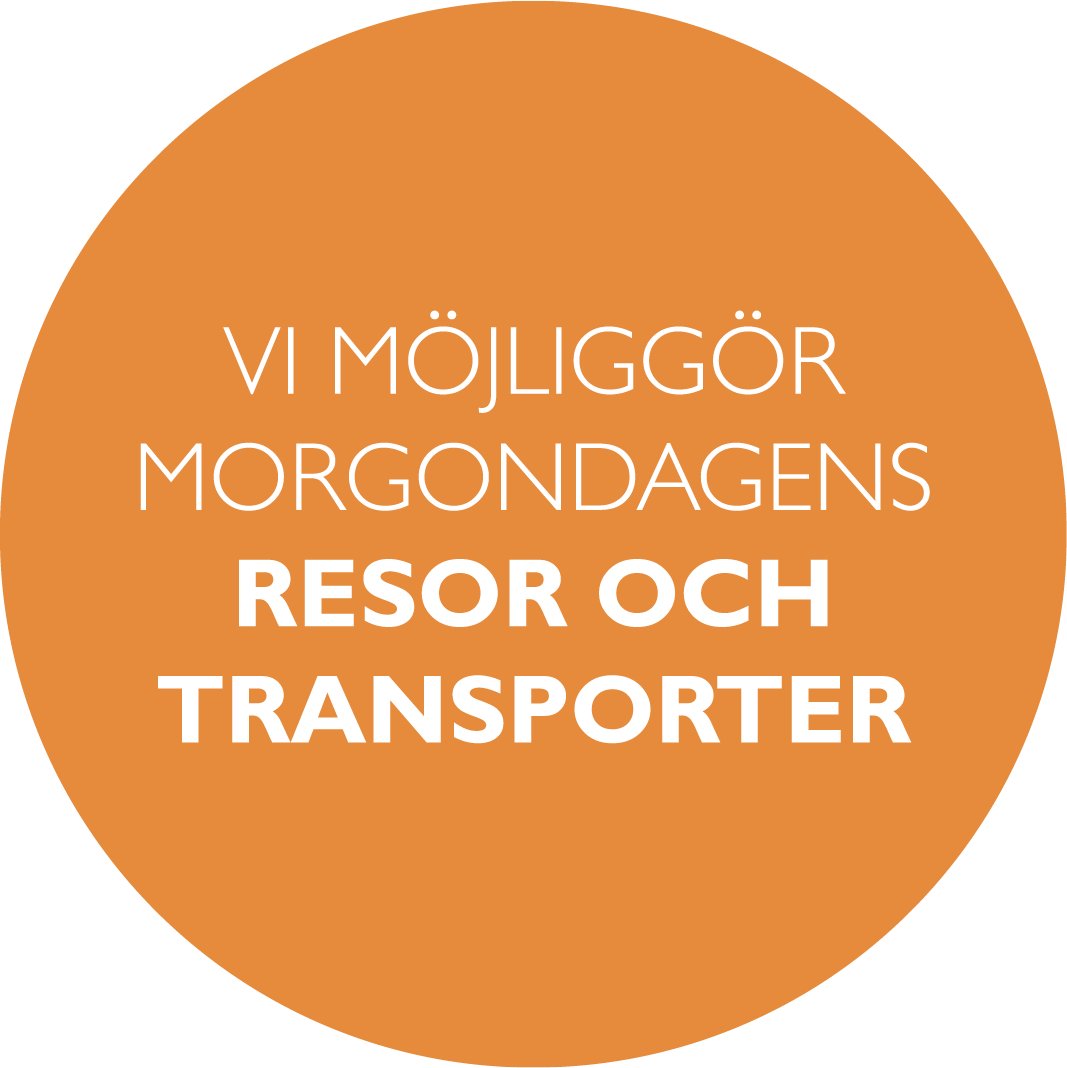 VI MÖJLIGGÖR
MORGONDAGENS
RESOR OCH
TRANSPORTER